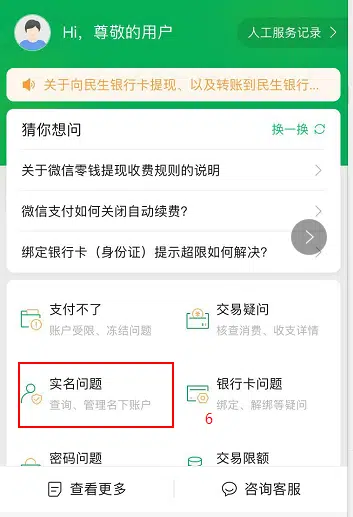 Hi，尊敬的用户
人工服务记录
关于向民生银行卡提现、以及转账到民生银行...
猜你想问
换一换
关于微信零钱提现收费规则的说明
微信支付如何关闭自动续费?
绑定银行卡（身份证）提示超限如何解决?
支付不了
账户受限、冻结问题
交易疑问
核查消费、收支详情
实名问题
查询、管理名下账户
银行卡问题
绑定、解绑等疑问
6
密码问题
交易限额
查看更多
咨询客服